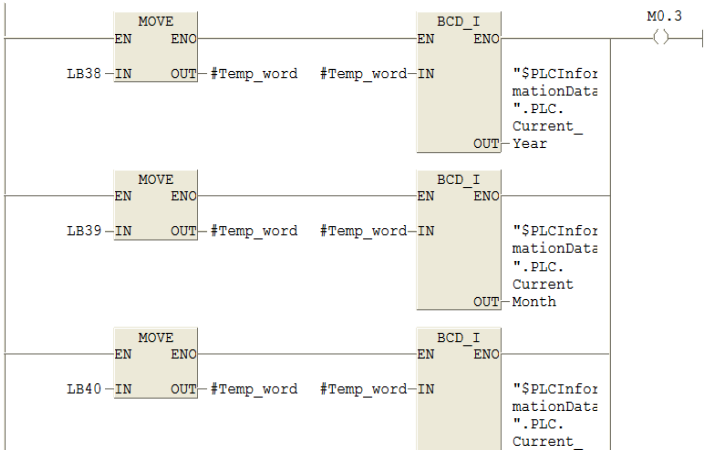 MOVE BCD_I M0.3
EN ENO EN ENO
LB38 IN OUT #Temp_word #Temp_word IN "$PLCInfor
mationData
".PLC.
Current_
OUT Year
MOVE BCD_I
EN ENO EN ENO
LB39 IN OUT #Temp_word #Temp_word IN "$PLCInfor
mationData
".PLC.
Current
OUT Month
MOVE BCD_I
EN ENO EN ENO
LB40 IN OUT #Temp_word #Temp_word IN "$PLCInfor
mationData
".PLC.
Current_